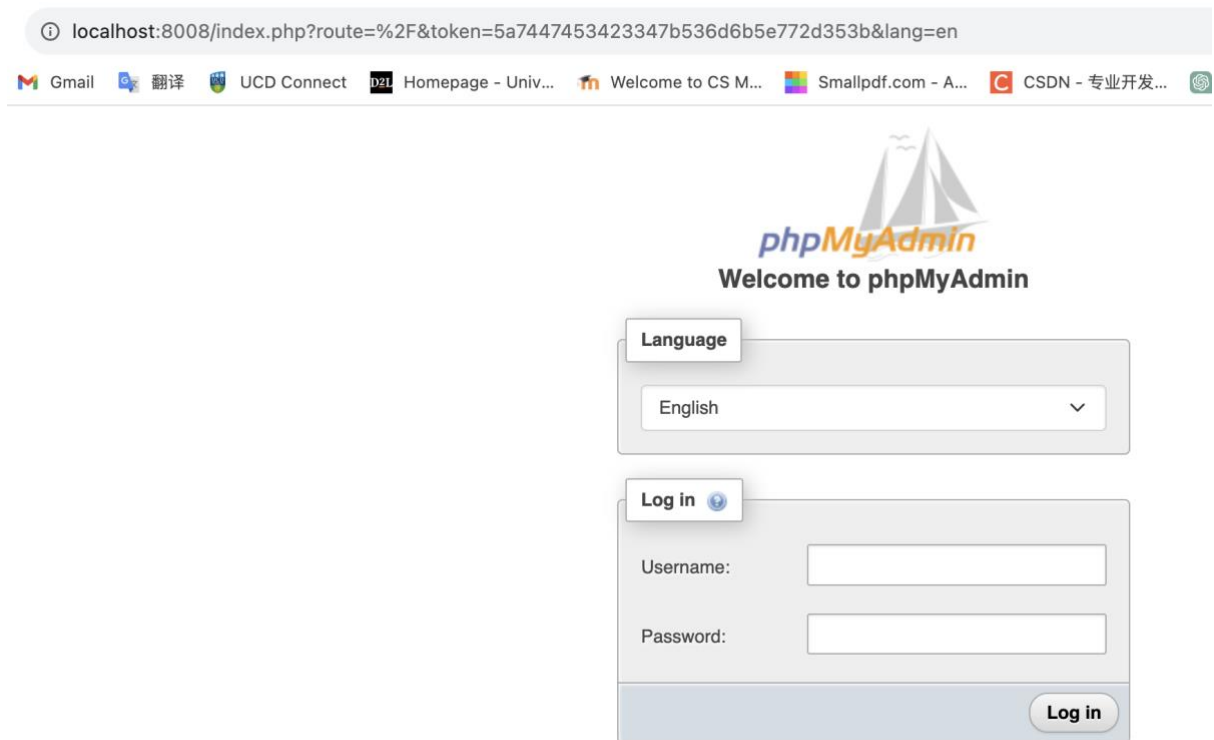 localhost:8008/index.php?route=%2F&token=5a7447453423347b536d6b5e772d353b&lang=en
Gmail 翻译 UCD Connect D2L Homepage - Univ... Welcome to CS M... Smallpdf.com - A... C CSDN - 专业开发...
phpMyAdmin
Welcome to phpMyAdmin
Language
English
Log in
Username:
Password:
Log in